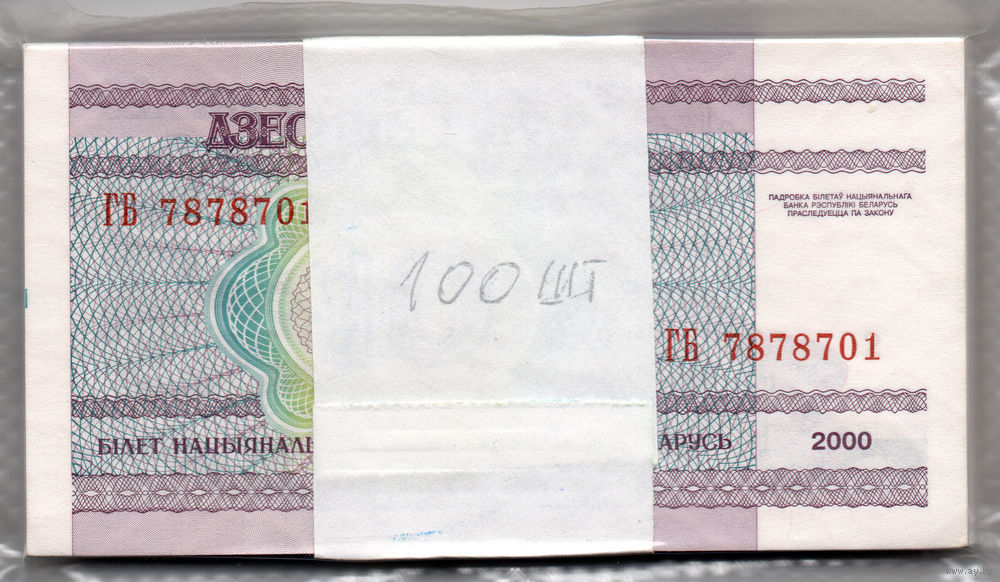 ДЗЕС
ГБ 7878701
ПАДРОБКА БІЛЕТАЎ НАЦЫЯНАЛЬНАГА
БАНКА РЭСПУБЛІКІ БЕЛАРУСЬ
ПРАСЛЕДУЕЦЦА ПА ЗАКОНУ
100 ШТ
ГБ 7878701
БІЛЕТ НАЦЫЯНАЛЬ
АРУСЬ
2000
www.ay.by